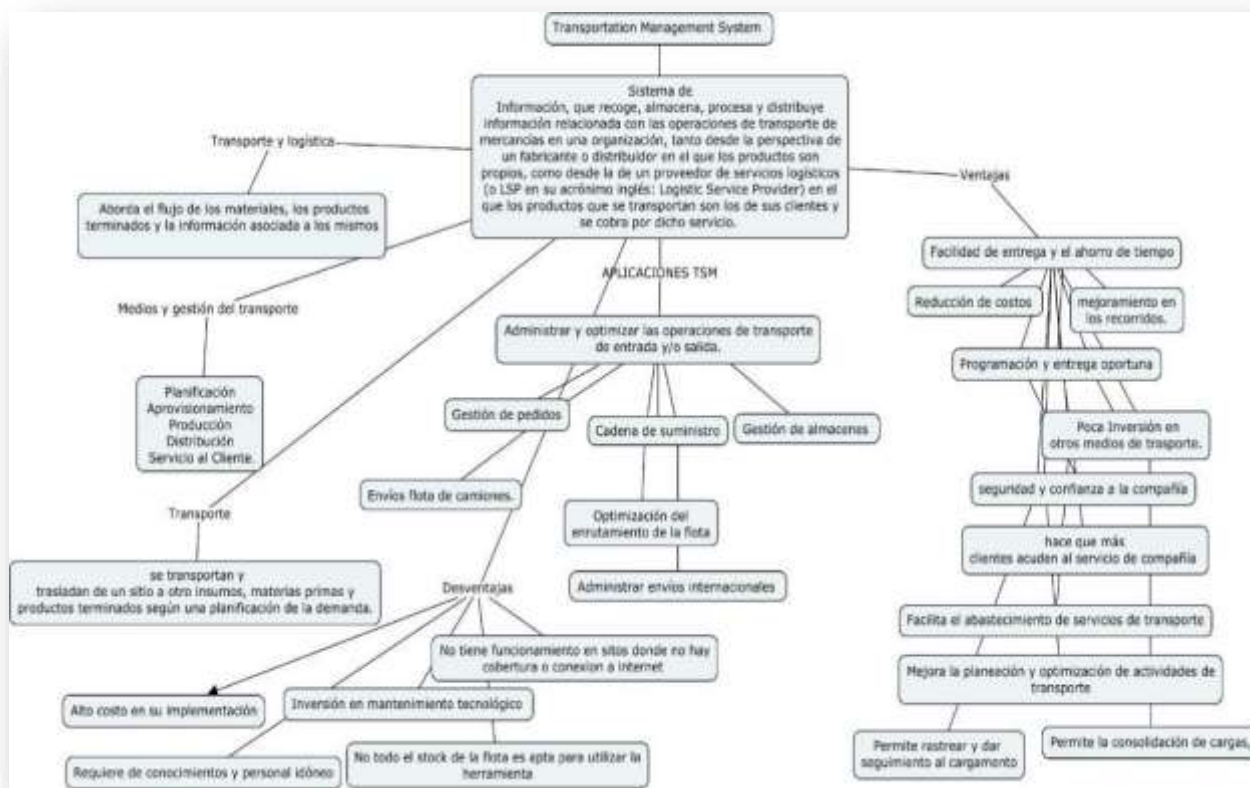 Transportation Management System
Sistema de
Información, que recoge, almacena, procesa y distribuye
información relacionada con las operaciones de transporte de
mercancías en una organización, tanto desde la perspectiva de
un fabricante o distribuidor en el que los productos son
propios, como desde la de un proveedor de servicios logísticos
(o LSP en su acrónimo inglés: Logistic Service Provider) en el
que los productos que se transportan son los de sus clientes y
se cobra por dicho servicio.
Transporte y logística
Aborda el flujo de los materiales, los productos
terminados y la información asociada a los mismos
Medios y gestión del transporte
Planificación
Aprovisionamiento
Producción
Distribución
Servicio al Cliente.
Transporte
se transportan y
trasladan de un sitio a otro insumos, materias primas y
productos terminados según una planificación de la demanda.
APLICACIONES TSM
Administrar y optimizar las operaciones de transporte
de entrada y/o salida.
Gestión de pedidos
Cadena de suministro
Gestión de almacenes
Envíos flota de camiones.
Optimización del
enrutamiento de la flota
Administrar envíos internacionales
Desventajas
No tiene funcionamiento en sitos donde no hay
cobertura o conexion a internet
Alto costo en su implementación
Inversión en mantenimiento tecnológico
Requiere de conocimientos y personal idóneo
No todo el stock de la flota es apta para utilizar la
herramienta
Ventajas
Facilidad de entrega y el ahorro de tiempo
Reducción de costos
mejoramiento en
los recorridos.
Programación y entrega oportuna
Poca Inversión en
otros medios de trasporte.
seguridad y confianza a la compañía
hace que más
clientes acuden al servicio de compañía
Facilita el abastecimiento de servicios de transporte
Mejora la planeación y optimización de actividades de
transporte
Permite rastrear y dar
seguimiento al cargamento
Permite la consolidación de cargas,